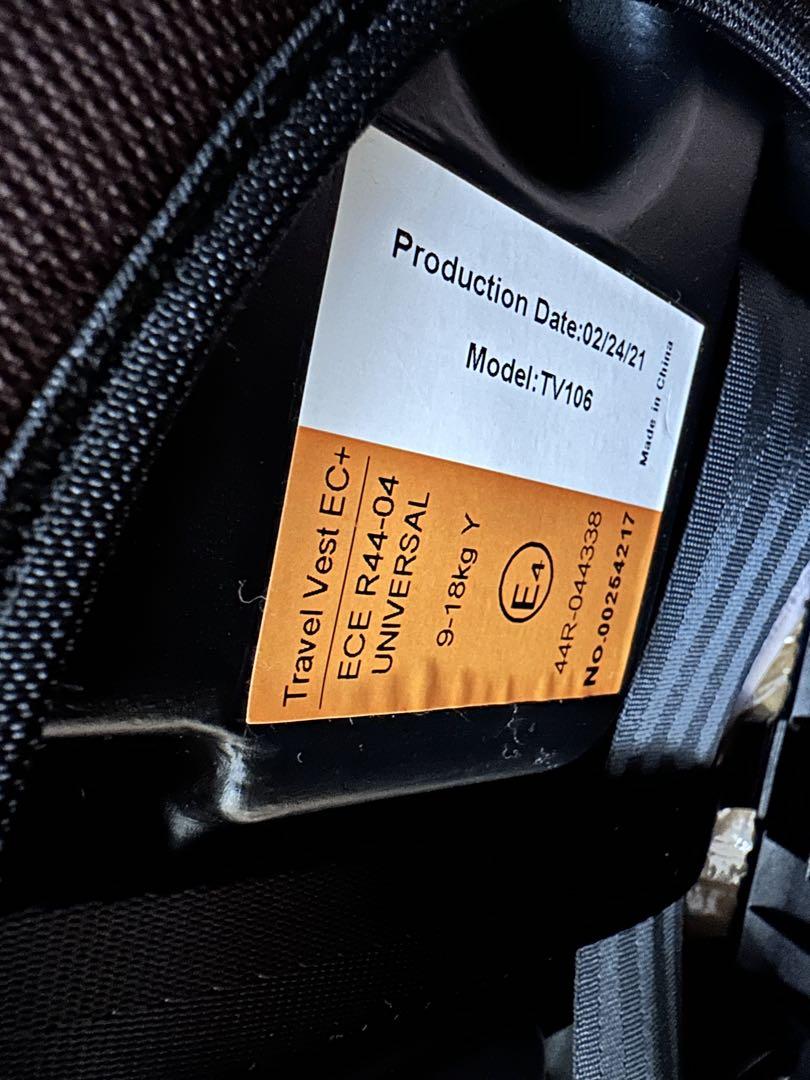 Production Date:02/24/21
Model:TV106
Made in China
Travel Vest EC+
ECE R44-04
UNIVERSAL
9-18kg Y
E4
44R-044338
No.00254217